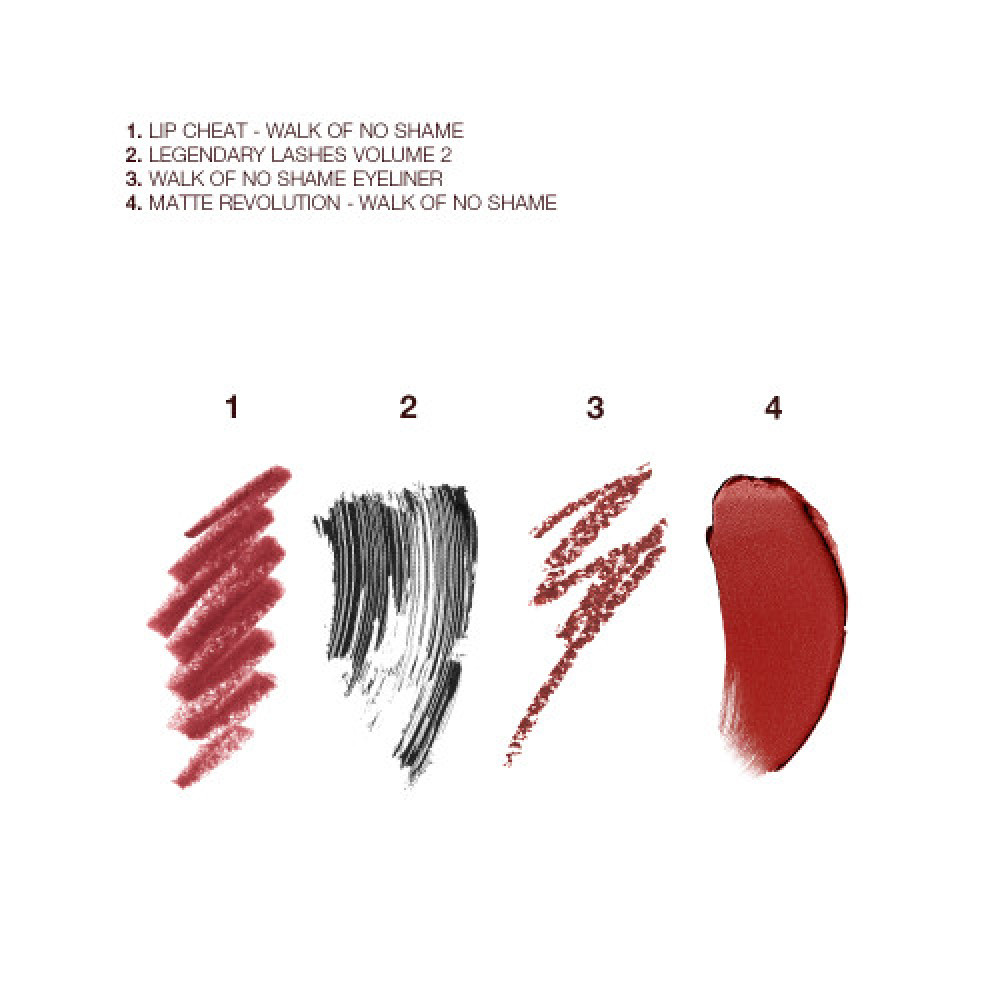 1. LIP CHEAT - WALK OF NO SHAME
2. LEGENDARY LASHES VOLUME 2
3. WALK OF NO SHAME EYELINER
4. MATTE REVOLUTION - WALK OF NO SHAME
1 2 3 4